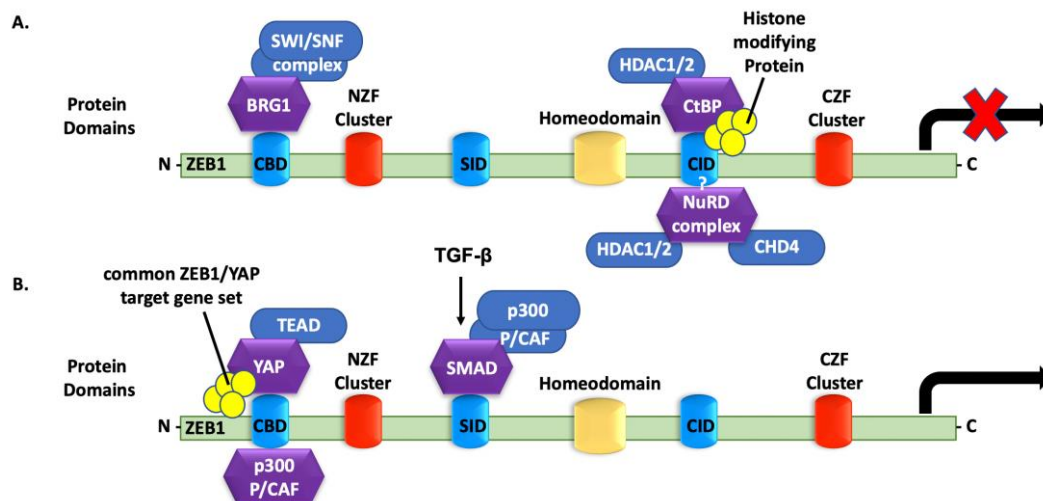 A.
SWI/SNF
complex
BRG1
HDAC1/2
CtBP
Histone
modifying
Protein
Protein
Domains
NZF
Cluster
Homeodomain
CZF
Cluster
N - ZEB1
CBD
SID
CID
- C
?
NuRD
complex
HDAC1/2
CHD4
B.
common ZEB1/YAP
target gene set
TGF-β
TEAD
YAP
p300
P/CAF
SMAD
Protein
Domains
NZF
Cluster
Homeodomain
CZF
Cluster
N - ZEB1
CBD
SID
CID
- C
p300
P/CAF